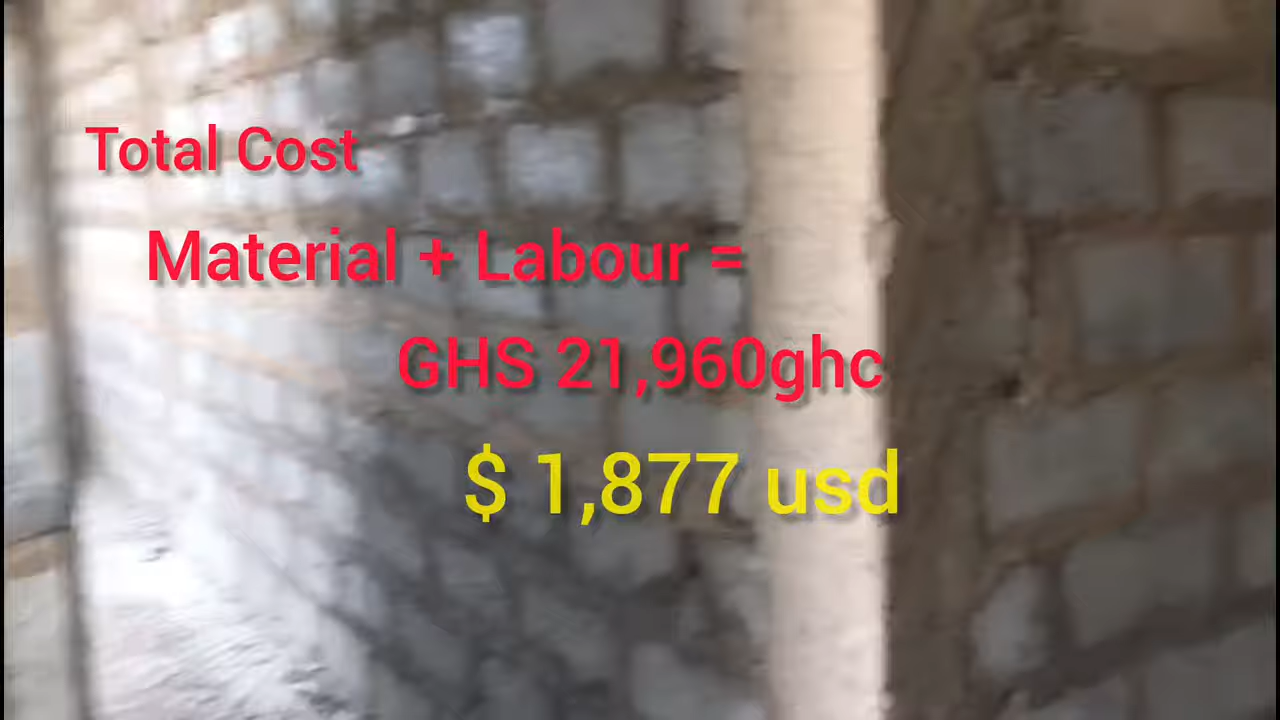 Total Cost
Material + Labour =
GHS 21,960ghc
$ 1,877 usd